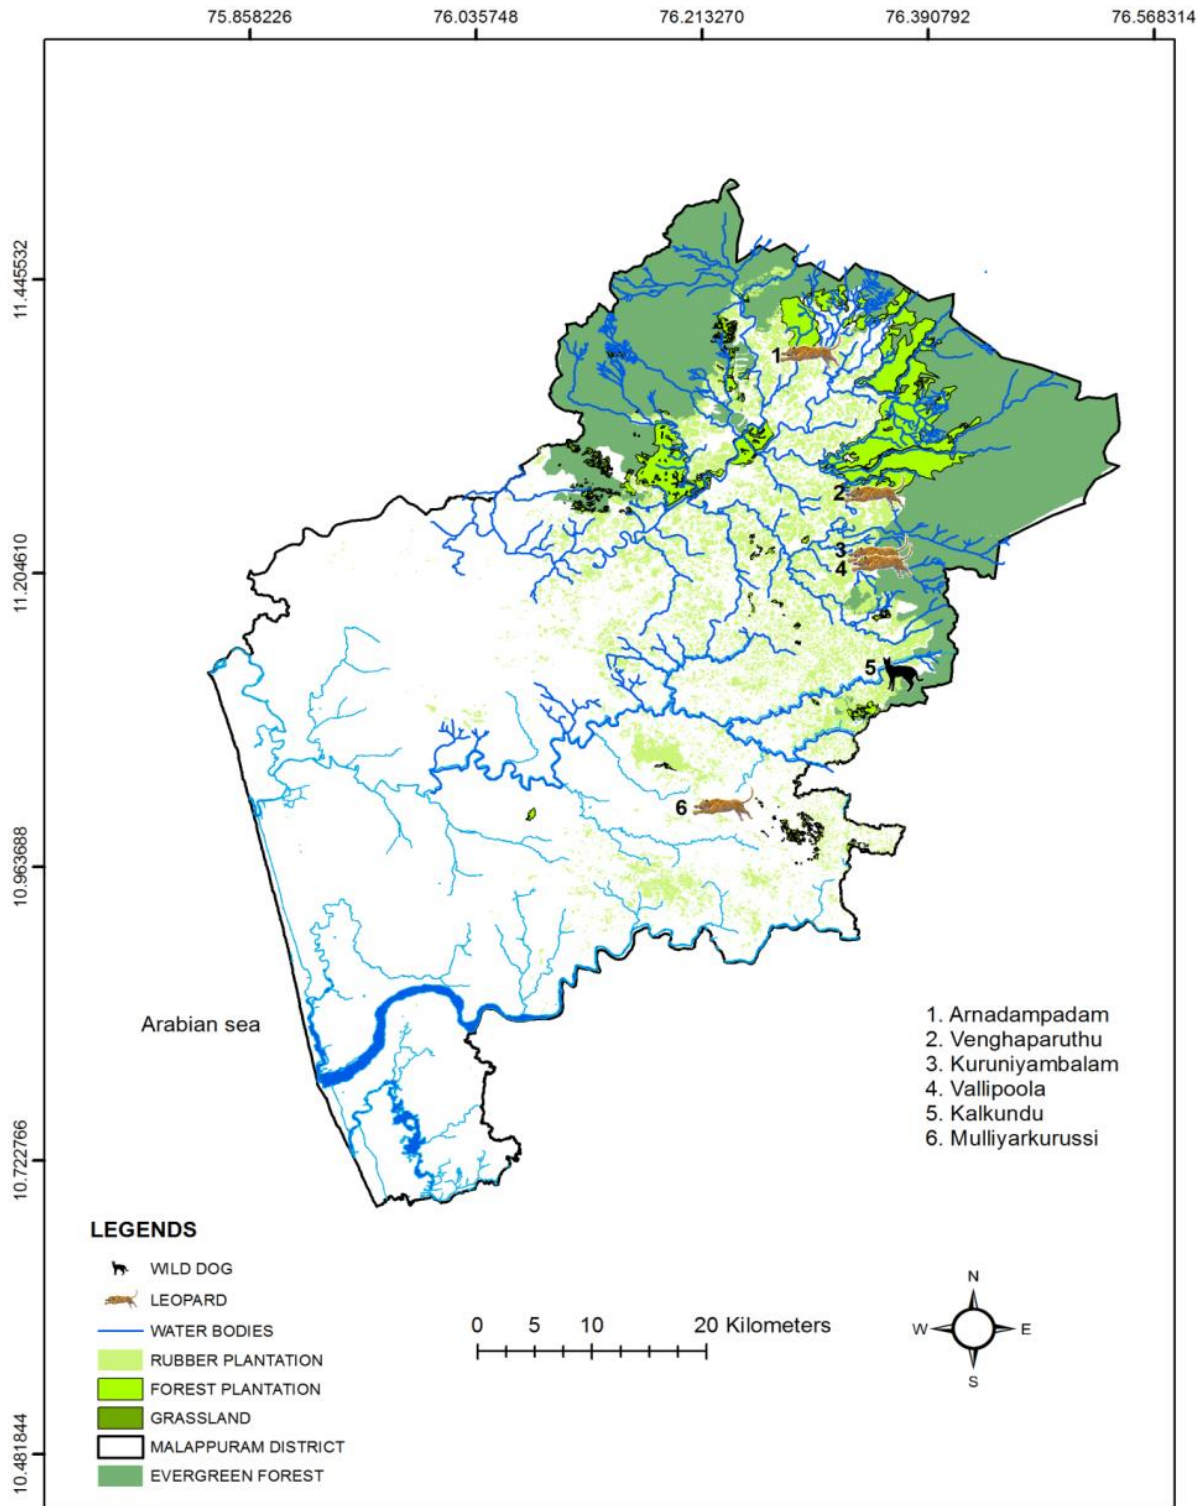 75.858226
76.035748
76.213270
76.390792
76.568314
11.445532
11.204610
10.963688
10.722766
10.481844
1
2
3
4
5
6
Arabian sea
1. Arnadampadam
2. Venghaparuthu
3. Kuruniyambalam
4. Vallipoola
5. Kalkundu
6. Mulliyarkurussi
LEGENDS
WILD DOG
LEOPARD
WATER BODIES
RUBBER PLANTATION
FOREST PLANTATION
GRASSLAND
MALAPPURAM DISTRICT
EVERGREEN FOREST
0 5 10 20 Kilometers
N
W E
S